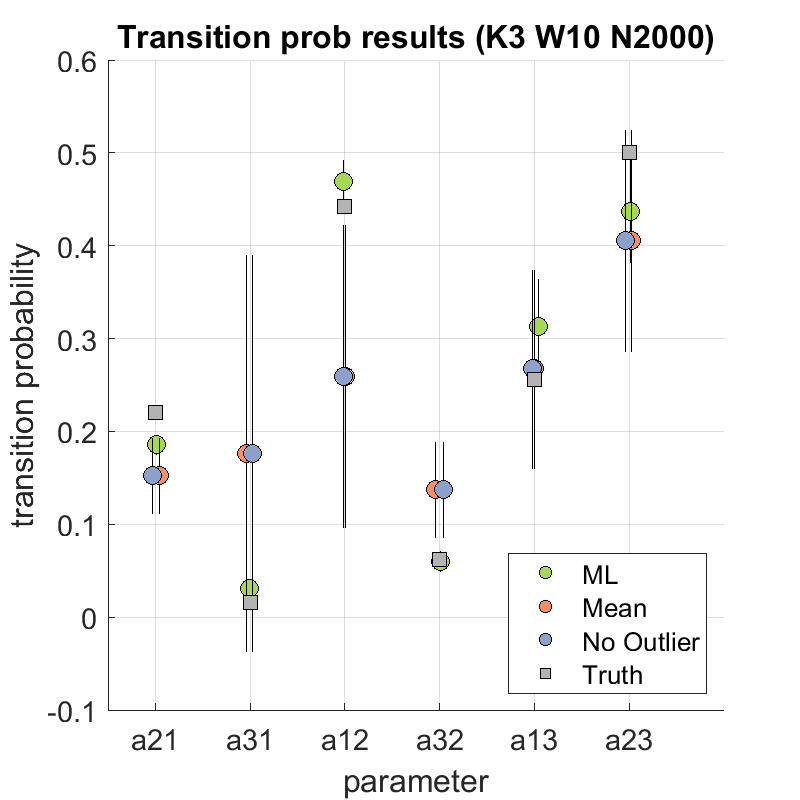 Transition prob results (K3 W10 N2000)
0.6
0.5
0.4
0.3
0.2
0.1
0
-0.1
transition probability
a21 a31 a12 a32 a13 a23
parameter
ML
Mean
No Outlier
Truth